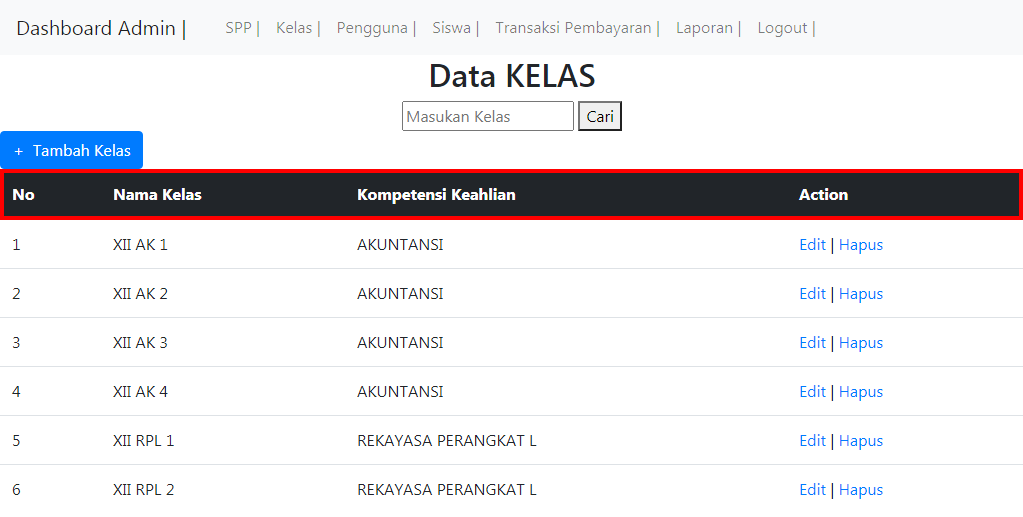 Dashboard Admin | SPP | Kelas | Pengguna | Siswa | Transaksi Pembayaran | Laporan | Logout |
Data KELAS
Masukan Kelas Cari
+ Tambah Kelas
No Nama Kelas Kompetensi Keahlian Action
1 XII AK 1 AKUNTANSI Edit | Hapus
2 XII AK 2 AKUNTANSI Edit | Hapus
3 XII AK 3 AKUNTANSI Edit | Hapus
4 XII AK 4 AKUNTANSI Edit | Hapus
5 XII RPL 1 REKAYASA PERANGKAT L Edit | Hapus
6 XII RPL 2 REKAYASA PERANGKAT L Edit | Hapus